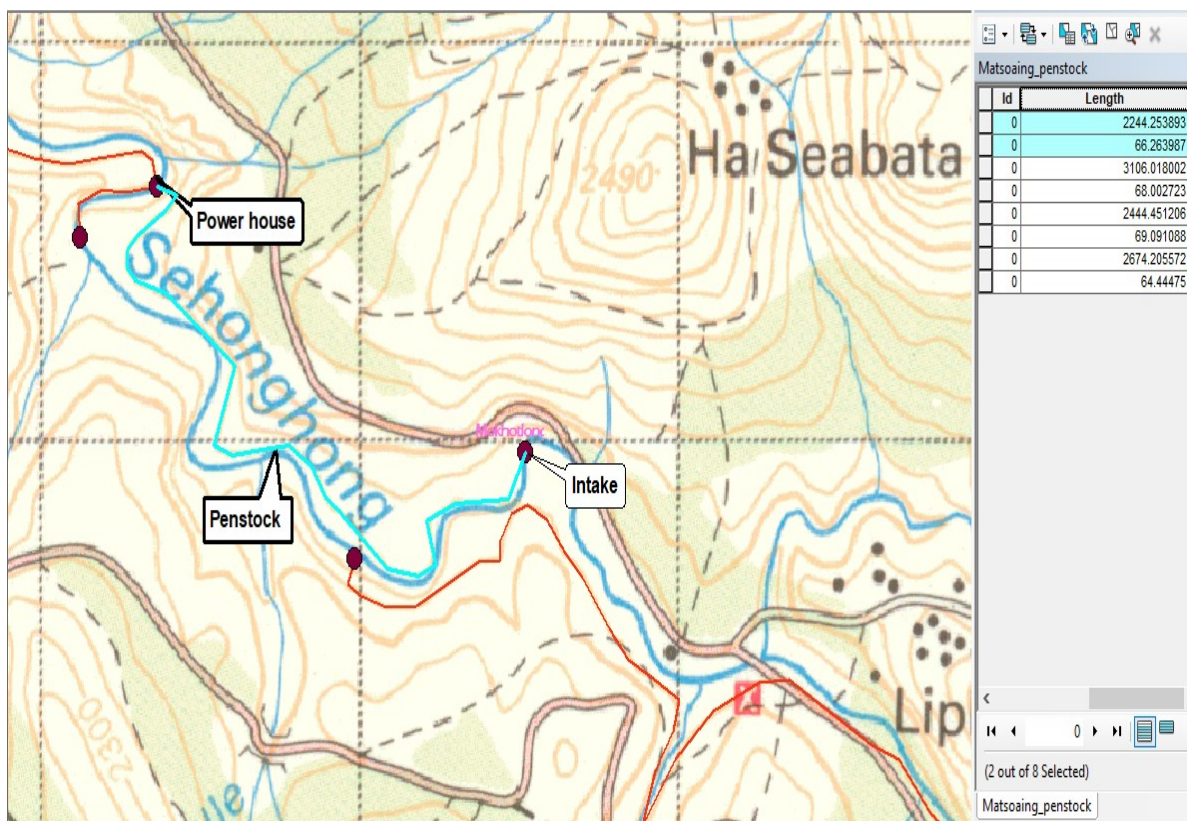 Ha Seabata
2490
Power house
Sehonghong
Intake
Penstock
2300
Lip
lle
Matsoaing_penstock
Id Length
0 2244.253893
0 66.263987
0 3106.018002
0 68.002723
0 2444.451206
0 69.091088
0 2674.205572
0 64.44475
0
(2 out of 8 Selected)
Matsoaing_penstock